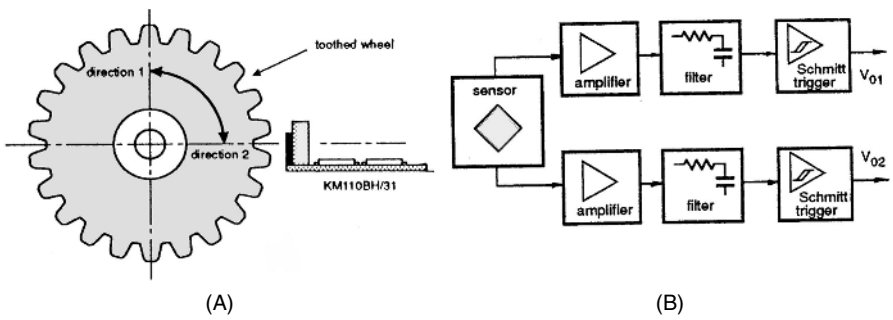 toothed wheel
direction 1
direction 2
KM110BH/31
(A)
sensor
amplifier
filter
Schmitt
trigger
V01
amplifier
filter
Schmitt
trigger
V02
(B)